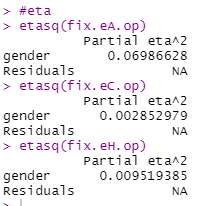 > #eta
> etasq(fix.eA.op)
Partial eta^2
gender 0.06986628
Residuals NA
> etasq(fix.eC.op)
Partial eta^2
gender 0.002852979
Residuals NA
> etasq(fix.eH.op)
Partial eta^2
gender 0.009519385
Residuals NA
>